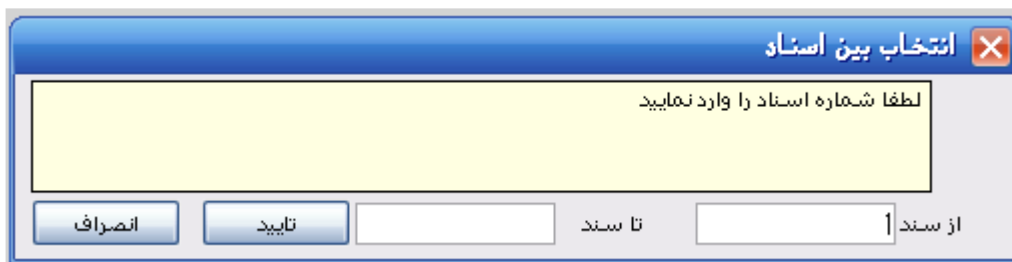 انتخاب بین اسناد
لطفا شماره اسناد را وارد نمایید
از سند 1 تا سند تایید انصراف